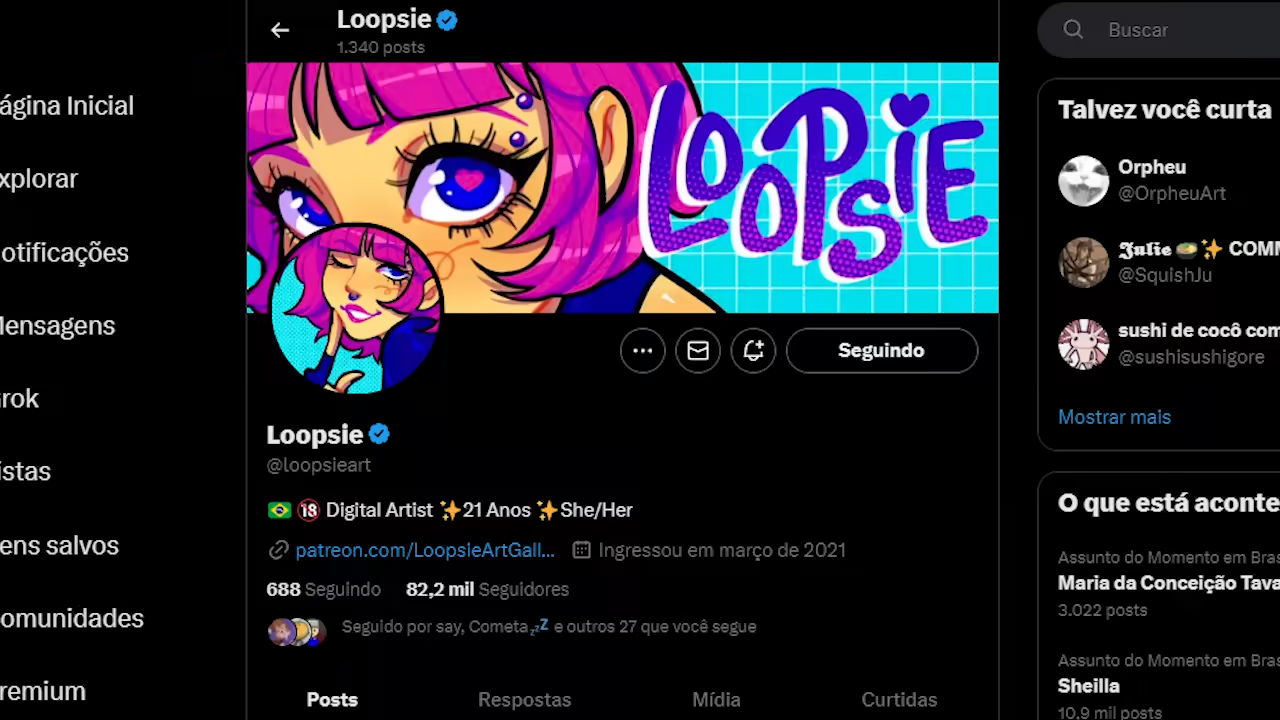 Loopsie
1.340 posts
Buscar
LOOPSIE
ágina Inicial
xplorar
otificações
Mensagens
rok
istas
ens salvos
omunidades
remium
Seguindo
Loopsie
@loopsieart
🇧🇷 🔞 Digital Artist ✨21 Anos ✨She/Her
patreon.com/LoopsieArtGall... Ingressou em março de 2021
688 Seguindo 82,2 mil Seguidores
Seguido por say, Cometa💤 e outros 27 que você segue
Posts Respostas Mídia Curtidas
Talvez você curta
Orpheu
@OrpheuArt
𝕵𝖚𝖑𝖎𝖊 🍜✨ COMM
@SquishJu
sushi de cocô com
@sushisushigore
Mostrar mais
O que está aconte
Assunto do Momento em Bras
Maria da Conceição Tava
3.022 posts
Assunto do Momento em Bras
Sheilla
10,9 mil posts